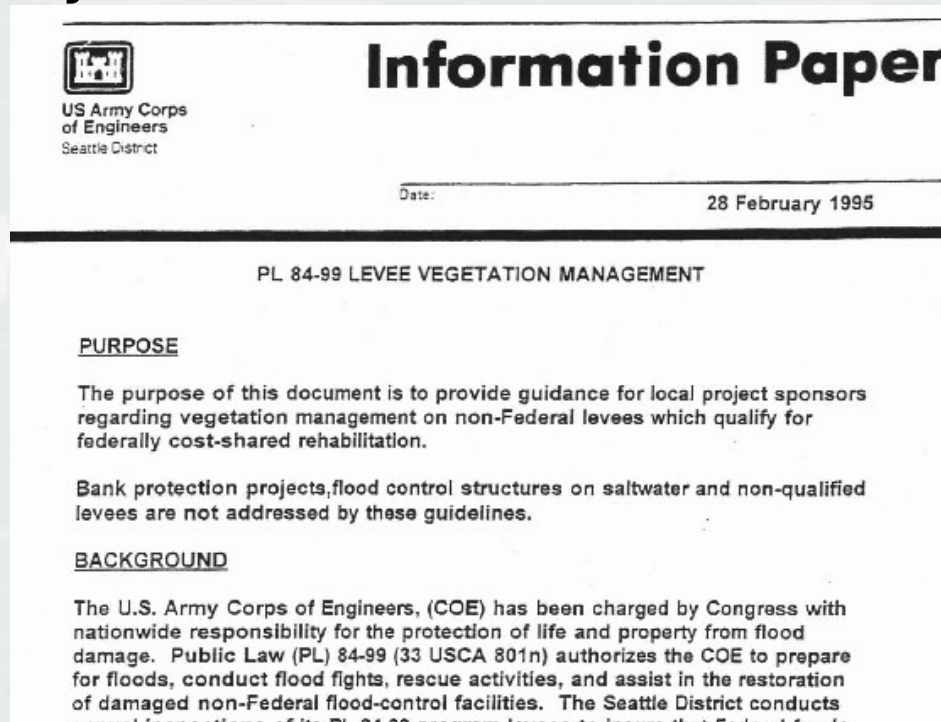 Information Paper
US Army Corps
of Engineers
Seattle District
Date:
28 February 1995
PL 84-99 LEVEE VEGETATION MANAGEMENT
PURPOSE
The purpose of this document is to provide guidance for local project sponsors
regarding vegetation management on non-Federal levees which qualify for
federally cost-shared rehabilitation.
Bank protection projects,flood control structures on saltwater and non-qualified
levees are not addressed by these guidelines.
BACKGROUND
The U.S. Army Corps of Engineers, (COE) has been charged by Congress with
nationwide responsibility for the protection of life and property from flood
damage. Public Law (PL) 84-99 (33 USCA 801n) authorizes the COE to prepare
for floods, conduct flood fights, rescue activities, and assist in the restoration
of damaged non-Federal flood-control facilities. The Seattle District conducts